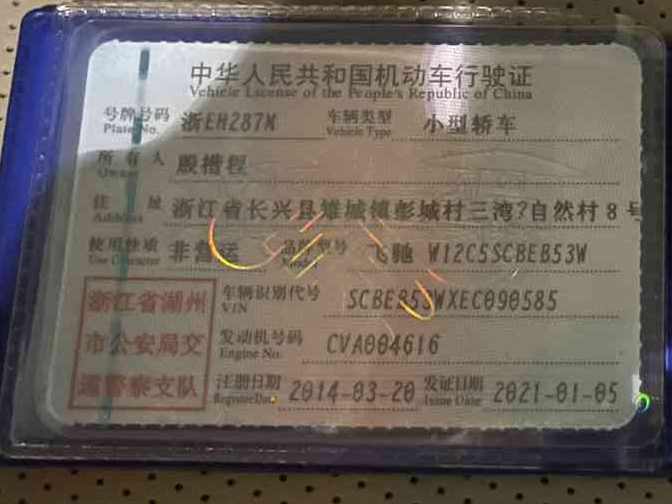 中华人民共和国机动车行驶证
Vehicle License of the People's Republic of China
号牌号码 浙EH287M 车辆类型 小型轿车
Plate No. Vehicle Type
所有人
Owner
住址 浙江省长兴县雉城镇彭城村三湾?自然村8号
Address
使用性质 非营运 品牌型号 飞驰 W12C5SCBEB53W
Use Character Model
浙江省湖州
市公安局交
通警察支队
车辆识别代号 SCBEB53WXEC090585
VIN
发动机号码 CVA004616
Engine No.
注册日期 2014-03-20 发证日期 2021-01-05
Register Date Issue Date